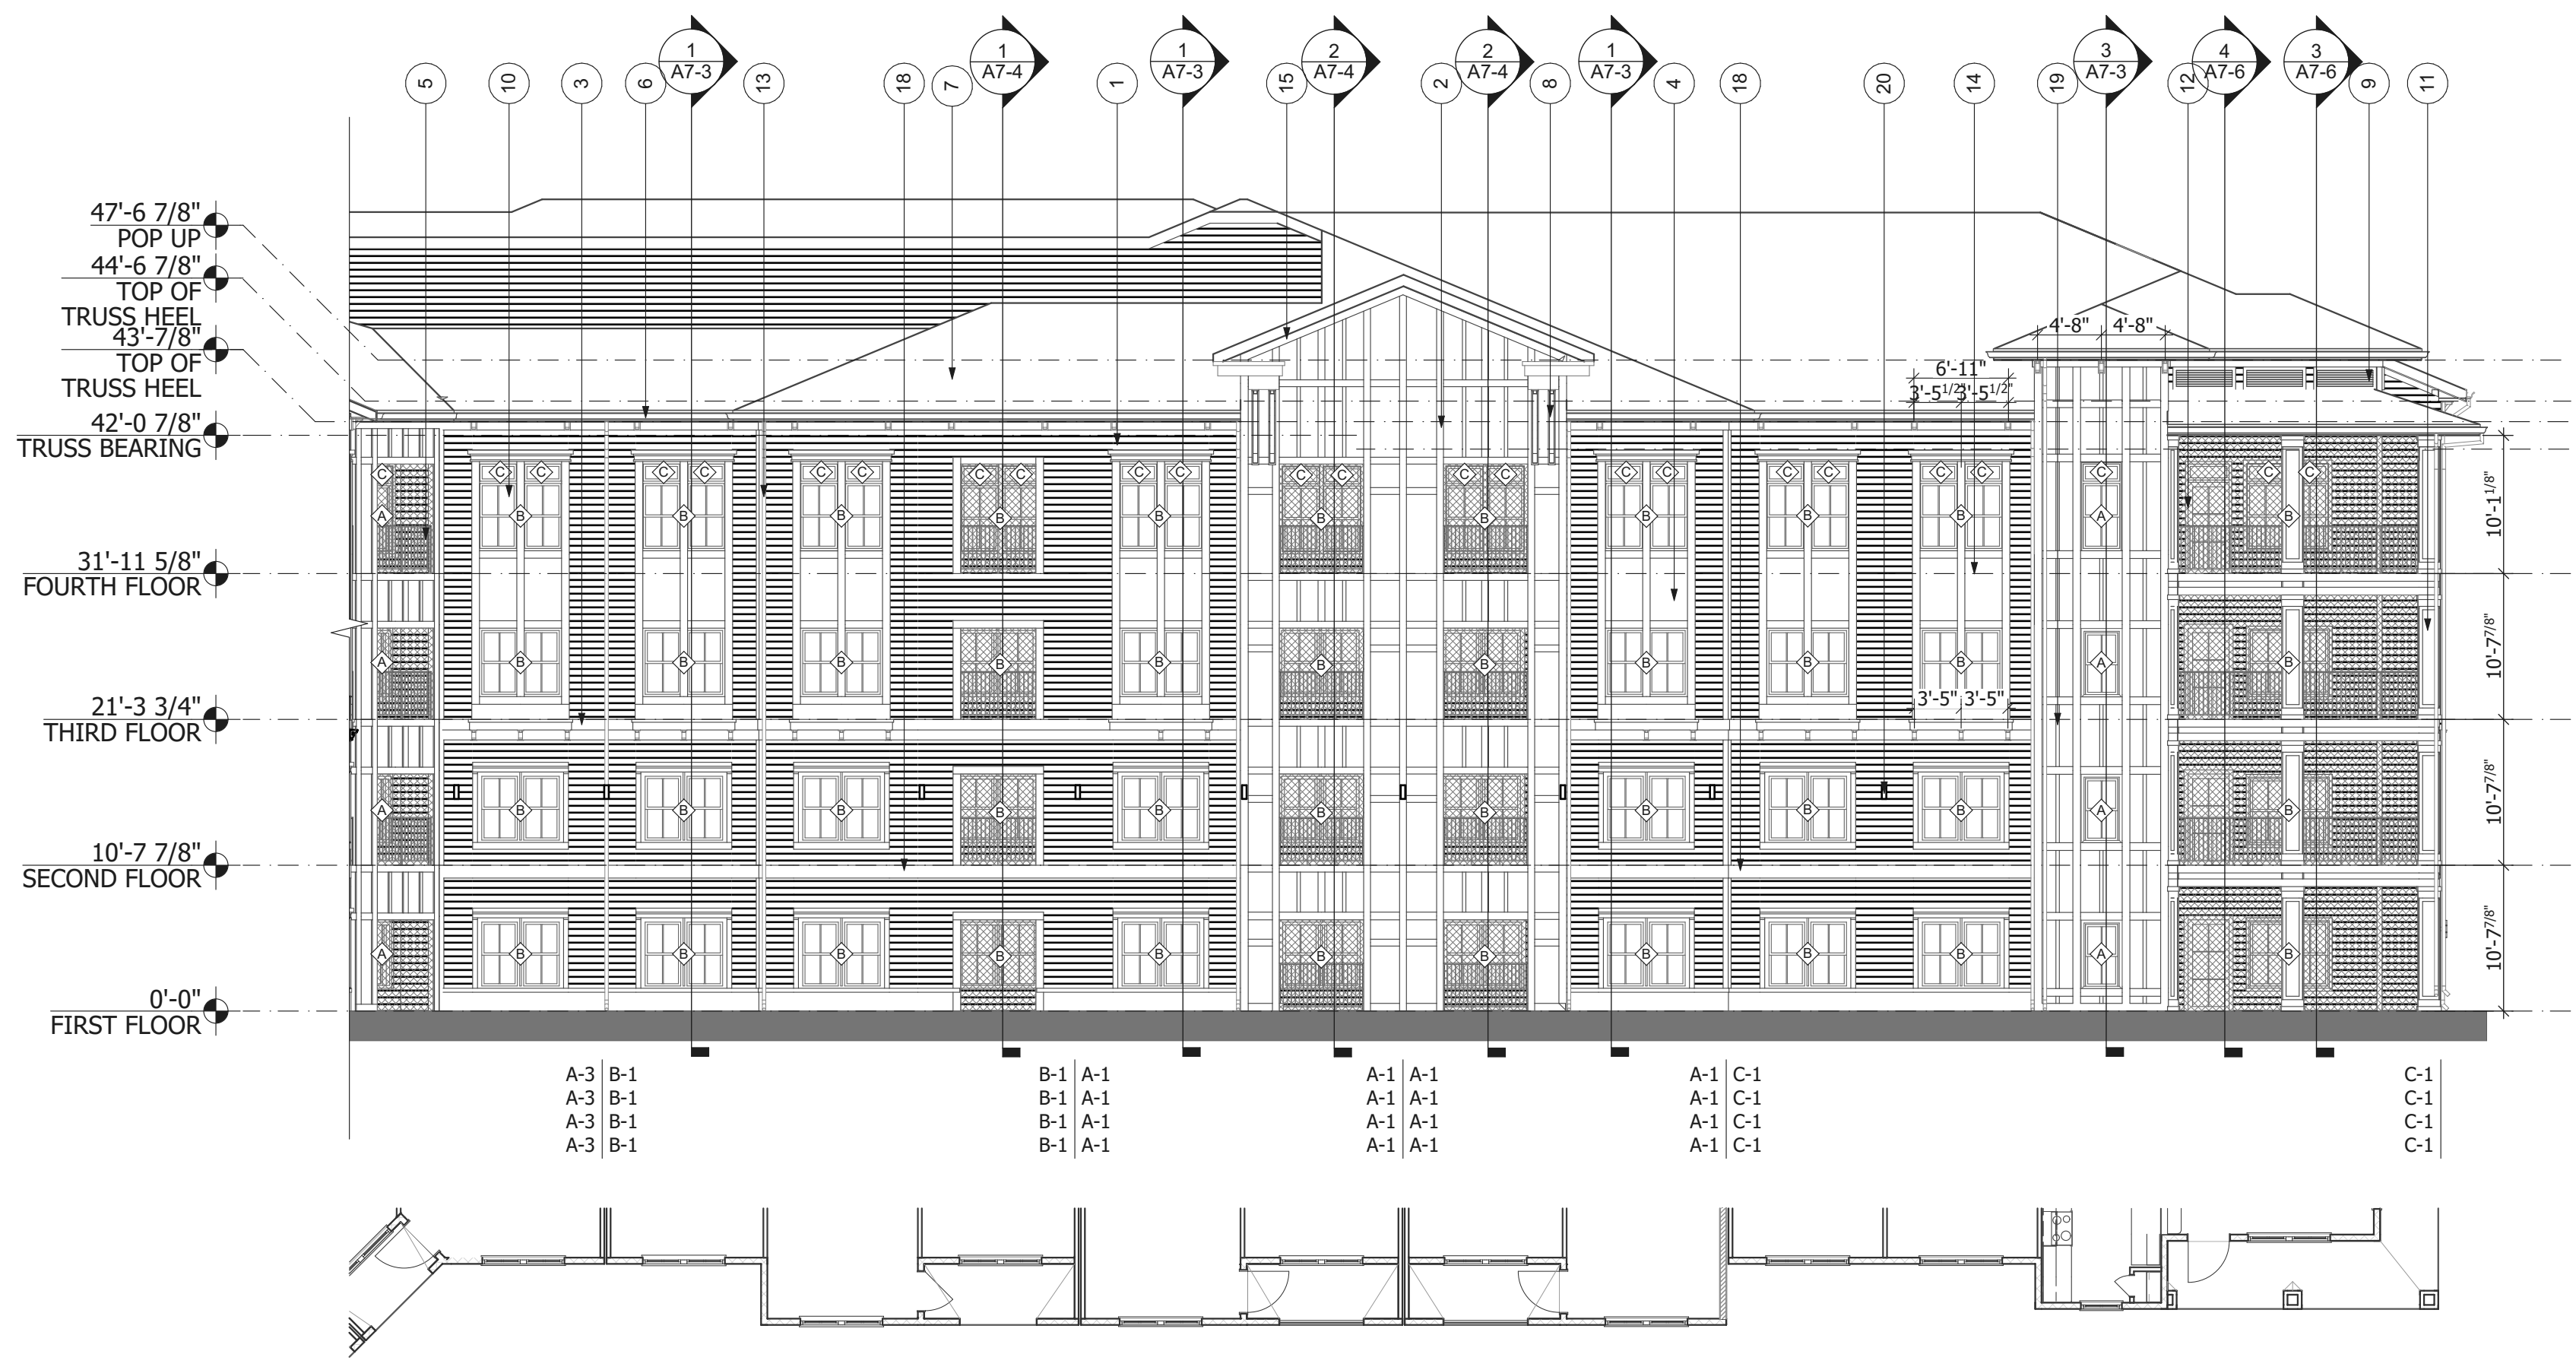 1 1 1 2 2 1 3 4 3
A7-3 A7-4 A7-3 A7-4 A7-4 A7-3 A7-3 A7-6 A7-6
5 10 3 6 13 18 7 1 15 2 8 4 18 20 14 19 12 9 11
47'-6 7/8"
POP UP
44'-6 7/8"
TOP OF
TRUSS HEEL
43'-7/8"
TOP OF
TRUSS HEEL
42'-0 7/8"
TRUSS BEARING
4'-8" 4'-8"
6'-11"
3'-5 1/2" 3'-5 1/2"
C C C C C C C C C C C C C C C C C C C C C C C C
A B B B B B B B B B B A B
10'-1 1/8"
31'-11 5/8"
FOURTH FLOOR
A B B B B B B B B B B A B
10'-7 7/8"
3'-5" 3'-5"
21'-3 3/4"
THIRD FLOOR
A B B B B B B B B B B A B
10'-7 7/8"
10'-7 7/8"
SECOND FLOOR
A B B B B B B B B B B A B
10'-7 7/8"
0'-0"
FIRST FLOOR
A-3 B-1 B-1 A-1 A-1 A-1 A-1 C-1 C-1
A-3 B-1 B-1 A-1 A-1 A-1 A-1 C-1 C-1
A-3 B-1 B-1 A-1 A-1 A-1 A-1 C-1 C-1
A-3 B-1 B-1 A-1 A-1 A-1 A-1 C-1 C-1